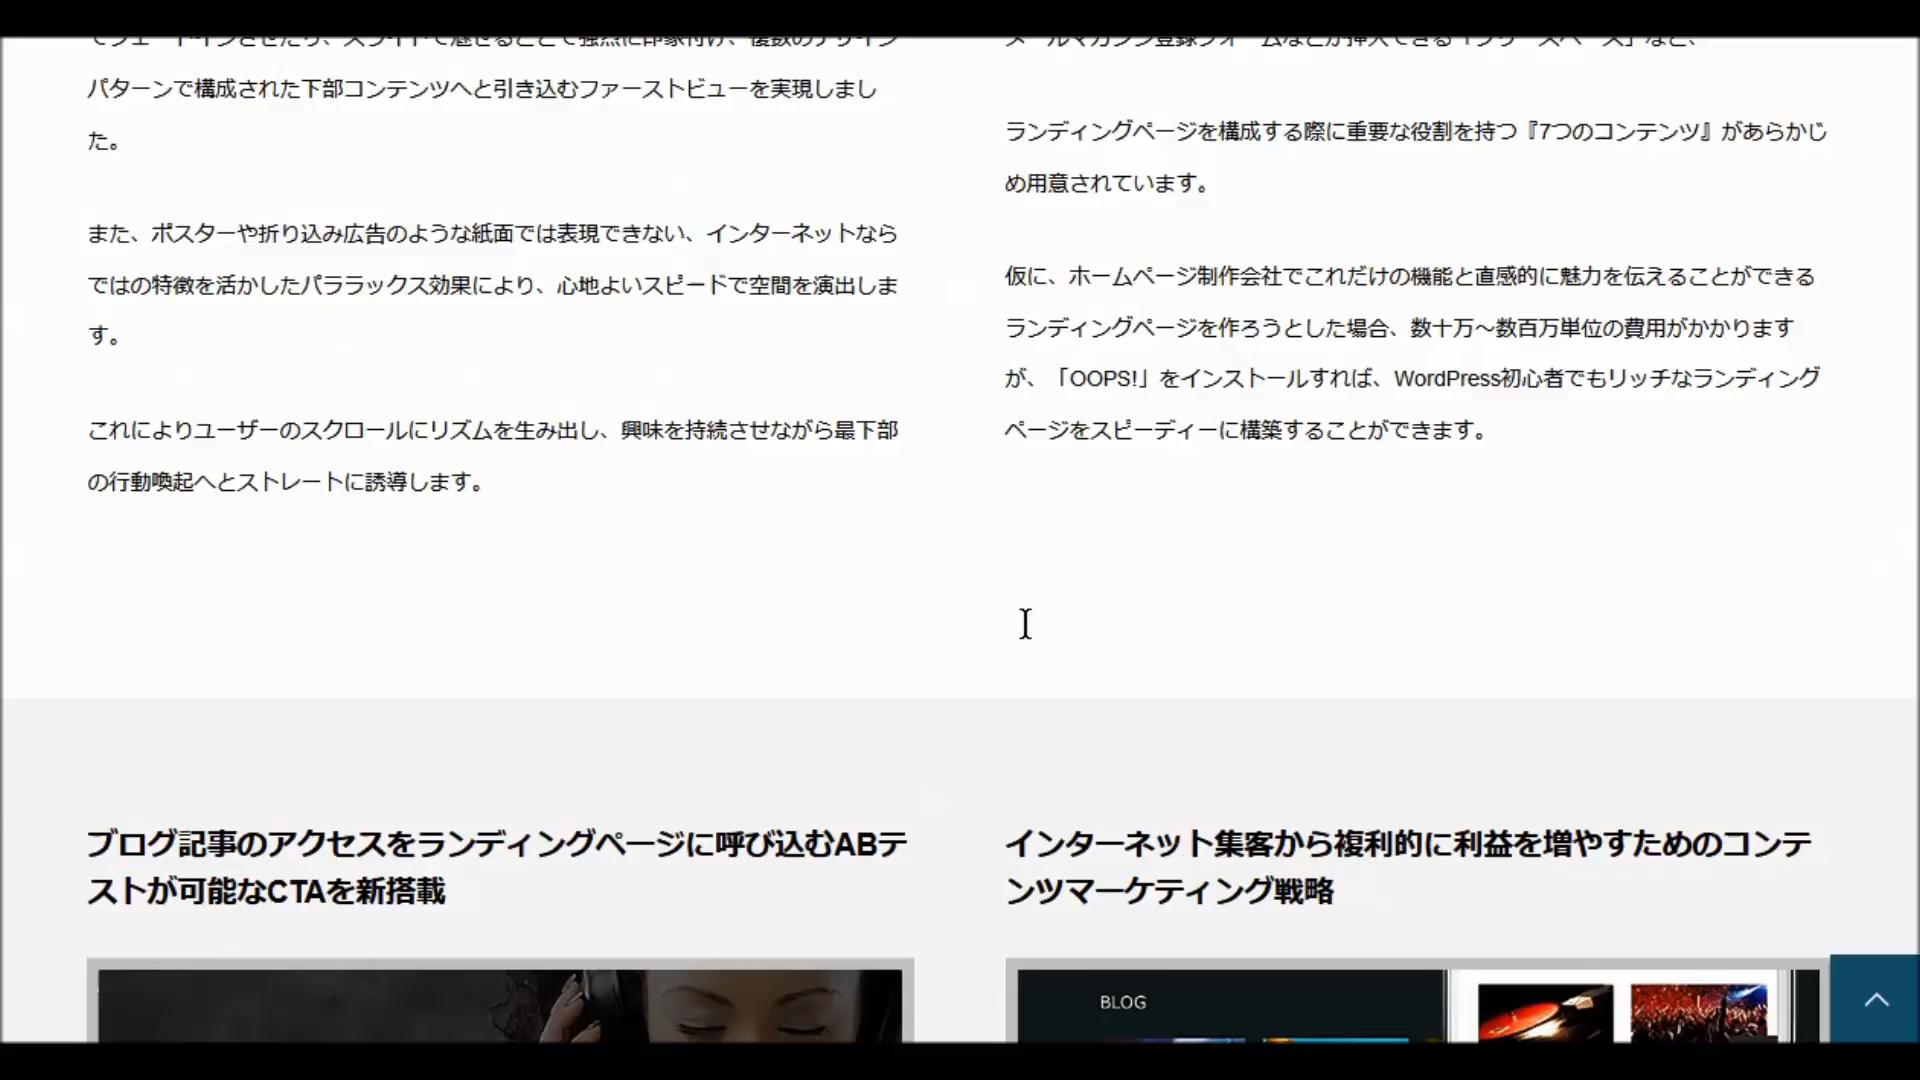 パターンで構成された下部コンテンツへと引き込むファーストビューを実現しまし
た。
また、ポスターや折り込み広告のような紙面では表現できない、インターネットなら
ではの特徴を活かしたパララックス効果により、心地よいスピードで空間を演出しま
す。
これによりユーザーのスクロールにリズムを生み出し、興味を持続させながら最下部
の行動喚起へとストレートに誘導します。
ランディングページを構成する際に重要な役割を持つ『7つのコンテンツ』があらかじ
め用意されています。
仮に、ホームページ制作会社でこれだけの機能と直感的に魅力を伝えることができる
ランディングページを作ろうとした場合、数十万～数百万単位の費用がかかります
が、「OOPS!」をインストールすれば、WordPress初心者でもリッチなランディング
ページをスピーディーに構築することができます。
ブログ記事のアクセスをランディングページに呼び込むABテ
ストが可能なCTAを新搭載
インターネット集客から複利的に利益を増やすためのコンテ
ンツマーケティング戦略
BLOG